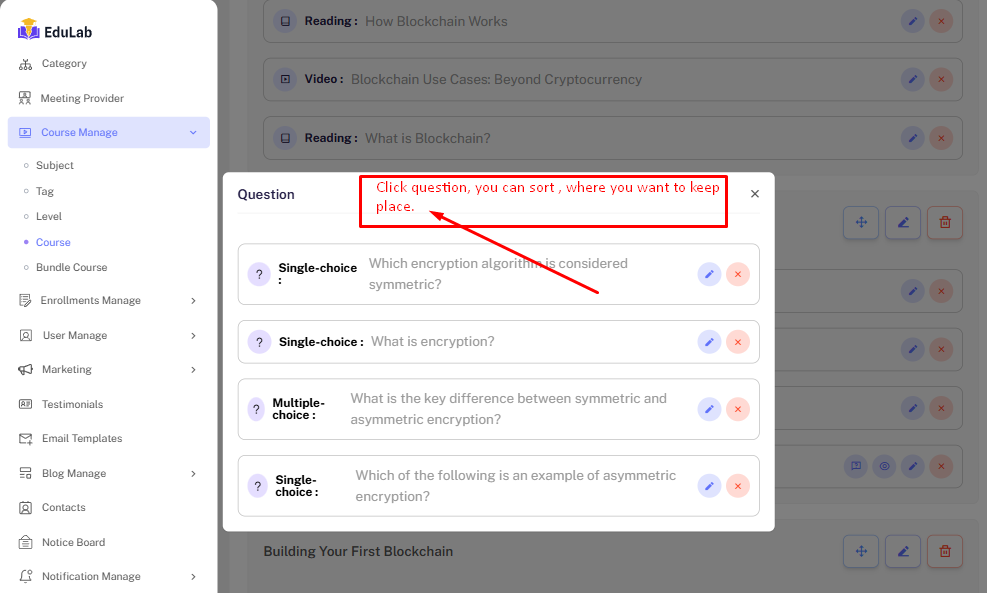 EduLab
Category
Meeting Provider
Course Manage
Subject
Tag
Level
Course
Bundle Course
Enrollments Manage
User Manage
Marketing
Testimonials
Email Templates
Blog Manage
Contacts
Notice Board
Notification Manage
Reading : How Blockchain Works
Video : Blockchain Use Cases: Beyond Cryptocurrency
Reading : What is Blockchain?
Question
Click question, you can sort , where you want to keep
place.
Single-choice
:
Which encryption algorithm is considered
symmetric?
? Single-choice : What is encryption?
? Multiple-
choice :
What is the key difference between symmetric and
asymmetric encryption?
? Single-
choice :
Which of the following is an example of asymmetric
encryption?
Building Your First Blockchain